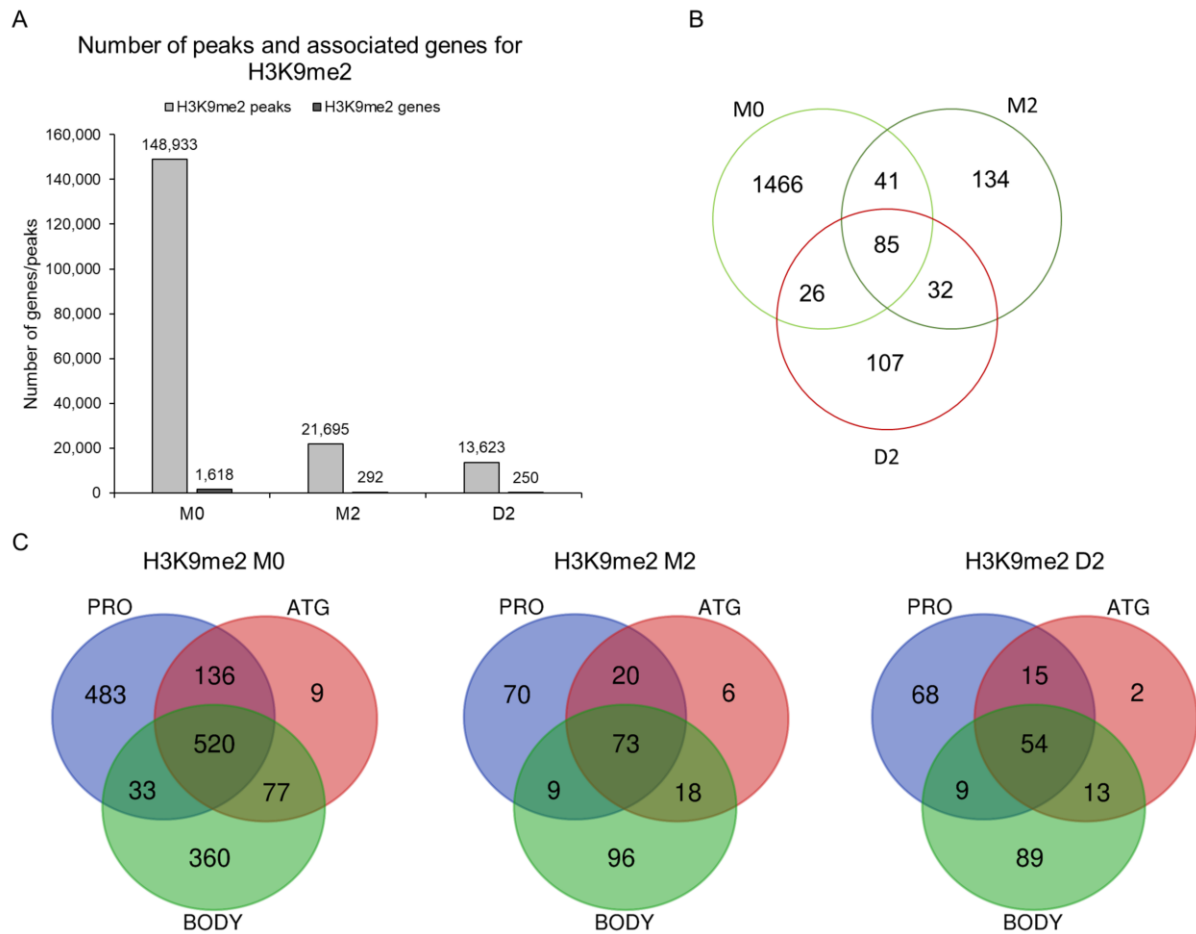 A
Number of peaks and associated genes for
H3K9me2
H3K9me2 peaks H3K9me2 genes
Number of genes/peaks
160,000
140,000
120,000
100,000
80,000
60,000
40,000
20,000
0
148,933
1,618
21,695
292
13,623
250
M0 M2 D2
B
M0 M2
1466 41 134
85
26 32
107
D2
C
H3K9me2 M0
PRO ATG
483 136 9
520
33 77
360
BODY
H3K9me2 M2
PRO ATG
70 20 6
73
9 18
96
BODY
H3K9me2 D2
PRO ATG
68 15 2
54
9 13
89
BODY